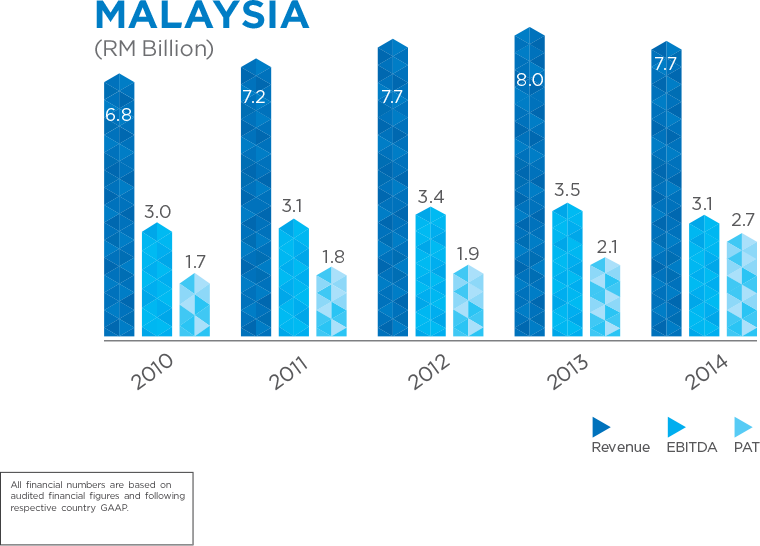 MALAYSIA
(RM Billion)
6.8
3.0
1.7
7.2
3.1
1.8
7.7
3.4
1.9
8.0
3.5
2.1
7.7
3.1
2.7
2010
2011
2012
2013
2014
Revenue
EBITDA
PAT
All financial numbers are based on
audited financial figures and following
respective country GAAP.